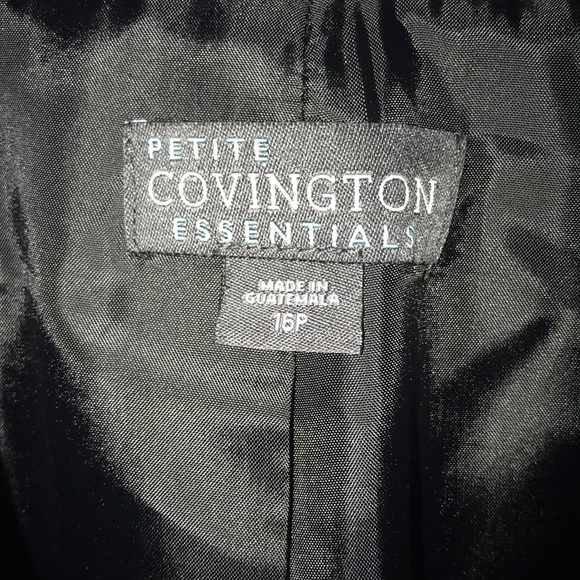 PETITE
COVINGTON
ESSENTIALS
MADE IN
GUATEMALA
16P